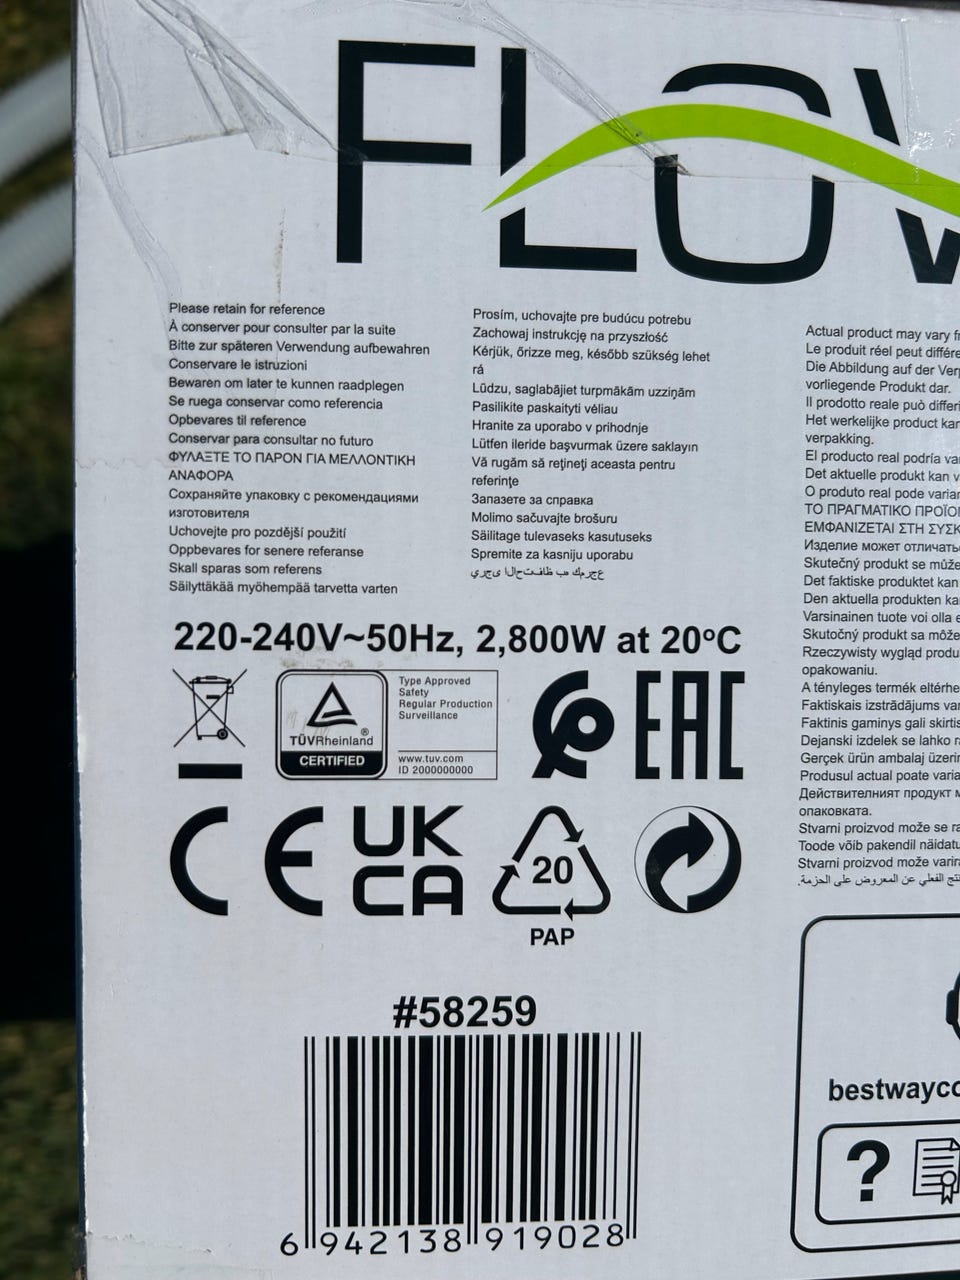 FLOW
Please retain for reference
À conserver pour consulter par la suite
Bitte zur späteren Verwendung aufbewahren
Conservare le istruzioni
Bewaren om later te kunnen raadplegen
Se ruega conservar como referencia
Opbevares til reference
Conservar para consultar no futuro
ΦΥΛΑΞΤΕ ΤΟ ΠΑΡΟΝ ΓΙΑ ΜΕΛΛΟΝΤΙΚΗ
ΑΝΑΦΟΡΑ
Сохраняйте упаковку с рекомендациями
изготовителя
Uchovejte pro pozdější použití
Oppbevares for senere referanse
Skall sparas som referens
Säilyttäkää myöhempää tarvetta varten
Prosím, uchovajte pre budúcu potrebu
Zachowaj instrukcję na przyszłość
Kérjük, őrizze meg, később szükség lehet
rá
Lūdzu, saglabājiet turpmākām uzziņām
Pasilikite paskaityti vėliau
Hranite za uporabo v prihodnje
Lütfen ileride başvurmak üzere saklayın
Vă rugăm să reţineţi aceasta pentru
referinţe
Запазете за справка
Molimo sačuvajte brošuru
Säilitage tulevaseks kasutuseks
Spremite za kasniju uporabu
Actual product may vary
Le produit réel peut
Die Abbildung auf der
vorliegende Produkt dar.
Il prodotto reale può
Het werkelijke product
verpakking.
El producto real podría
Det aktuelle produkt kan
O produto real pode
ΤΟ ΠΡΑΓΜΑΤΙΚΟ
ΕΜΦΑΝΙΖΕΤΑΙ ΣΤΗ
Изделие может
Skutečný produkt se
Det faktiske produktet kan
Den aktuella produkten
Varsinainen tuote voi olla
Skutočný produkt sa
Rzeczywisty wygląd
opakowaniu.
A tényleges termék
Faktiskais izstrādājums
Faktinis gaminys gali
Dejanski izdelek se lahko
Gerçek ürün ambalaj
Produsul actual poate
Действителният продукт
опаковката.
Stvarni proizvod može se
Toode võib pakendil
Stvarni proizvod može
الفعلي عن المعروض على الحزمة.
220-240V~50Hz, 2,800W at 20°C
TÜVRheinland®
CERTIFIED
Type Approved
Safety
Regular Production
Surveillance
www.tuv.com
ID 2000000000
EAC
CE
UK
CA
20
PAP
#58259
6 942138 919028
bestwayco
?